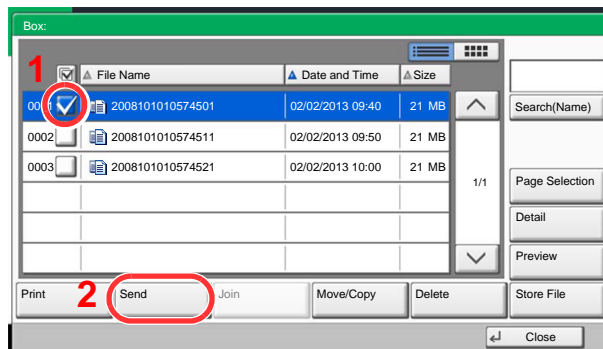 Box:
1
File Name Date and Time Size
0001 2008101010574501 02/02/2013 09:40 21 MB Search(Name)
0002 2008101010574511 02/02/2013 09:50 21 MB
0003 2008101010574521 02/02/2013 10:00 21 MB
1/1 Page Selection
Detail
Preview
Print 2 Send Join Move/Copy Delete Store File
Close